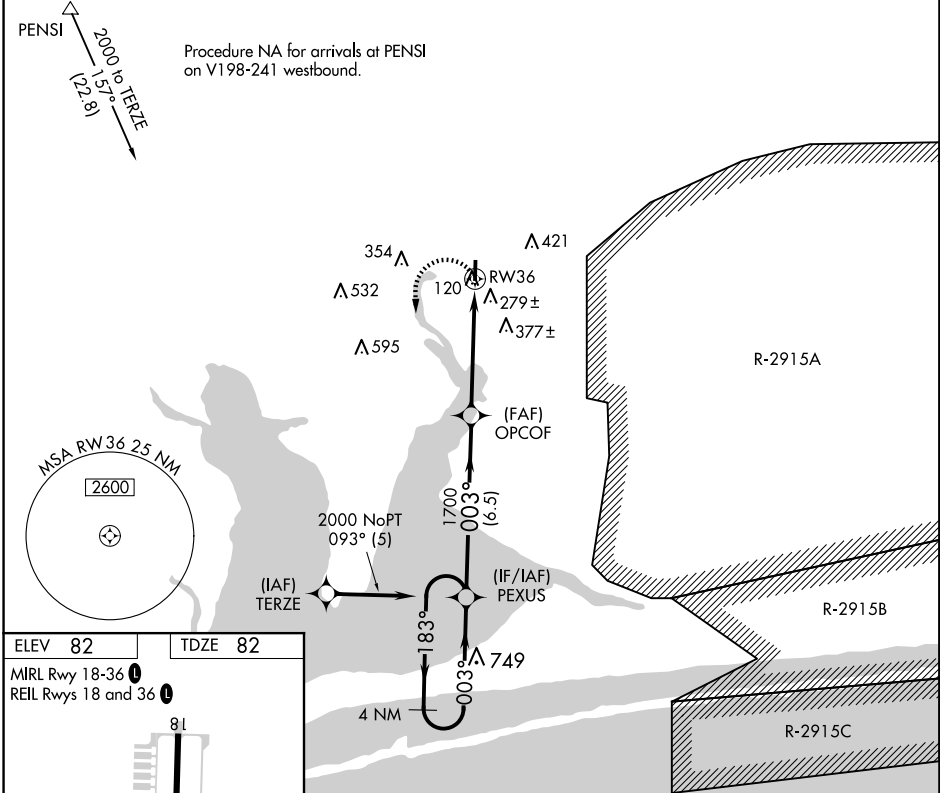 PENSI
2000 to TERZE
157°
(22.8)
Procedure NA for arrivals at PENSI
on V198-241 westbound.
354
421
532
120
RW36
279±
377±
595
R-2915A
(FAF)
OPCOF
MSA RW36 25 NM
2600
1700
003°
(6.5)
2000 NoPT
093° (5)
(IAF)
TERZE
(IF/IAF)
PEXUS
R-2915B
183°
003°
749
4 NM
R-2915C
ELEV 82
TDZE 82
MIRL Rwy 18-36 L
REIL Rwys 18 and 36 L
18